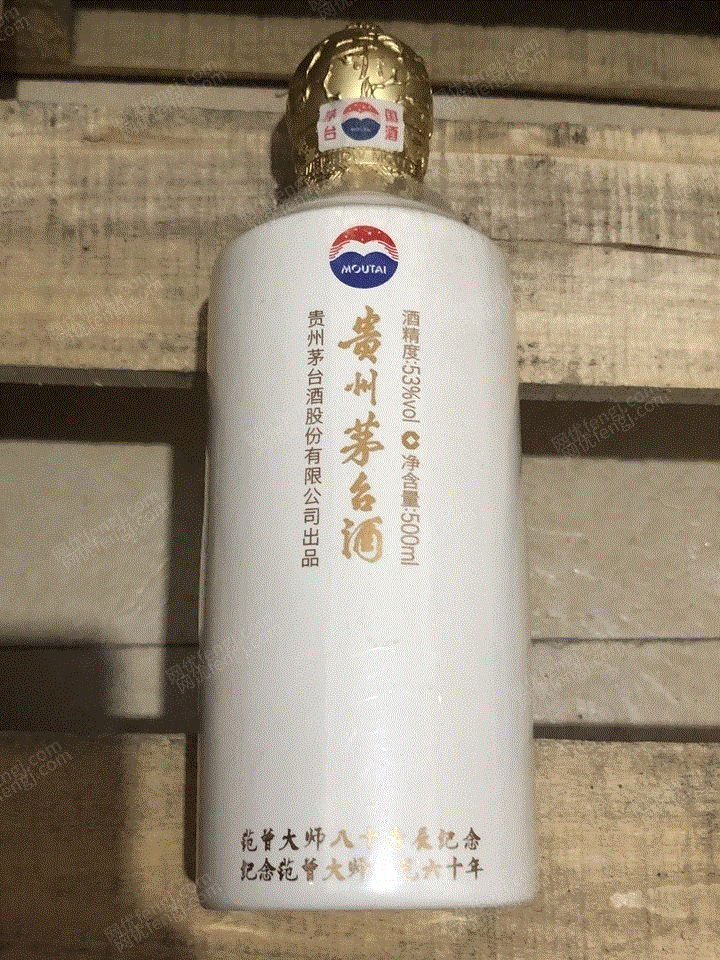 茅台
国酒
MOUTAI
酒精度:53%vol 净含量:500ml
贵州茅台酒
贵州茅台酒股份有限公司出品
范曾大师八十 纪念
纪念范曾大师 六十年